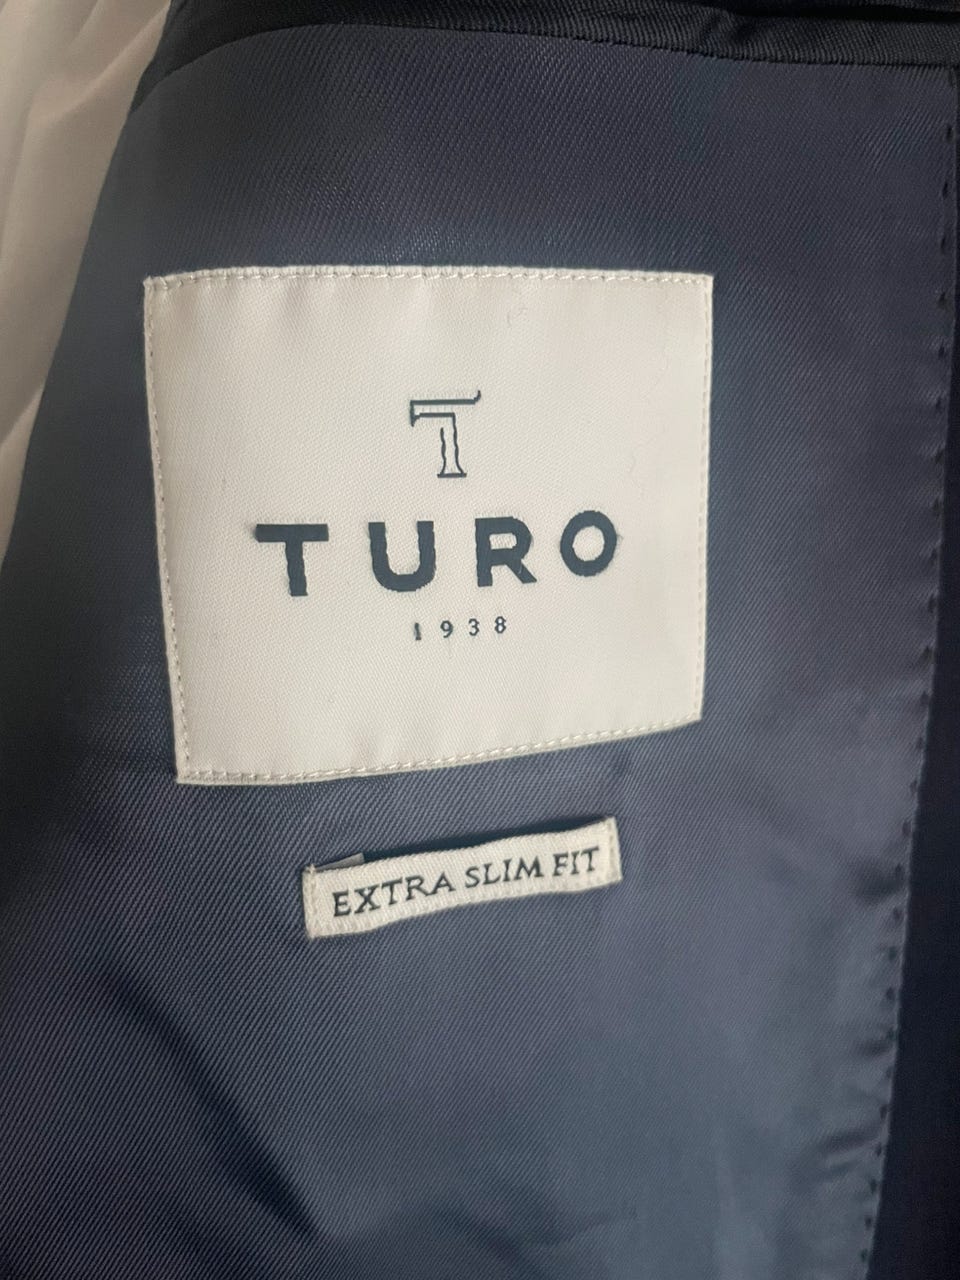 T
TURO
1938
EXTRA SLIM FIT